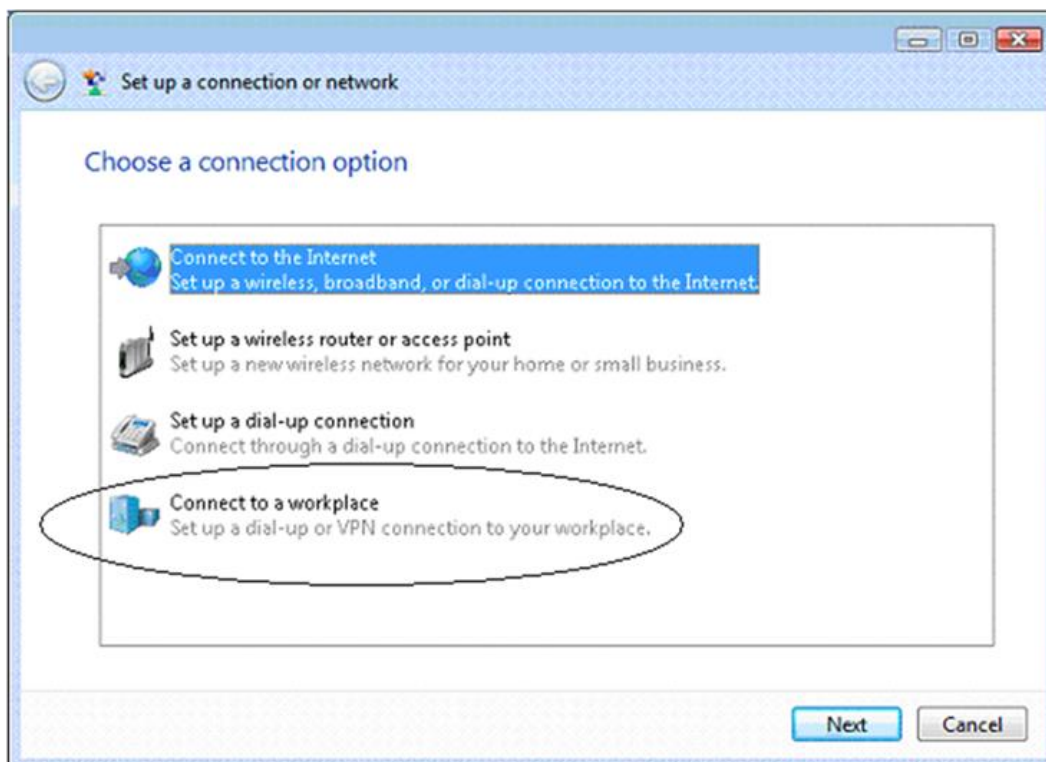 Set up a connection or network
Choose a connection option
Connect to the Internet
Set up a wireless, broadband, or dial-up connection to the Internet.
Set up a wireless router or access point
Set up a new wireless network for your home or small business.
Set up a dial-up connection
Connect through a dial-up connection to the Internet.
Connect to a workplace
Set up a dial-up or VPN connection to your workplace.
Next Cancel